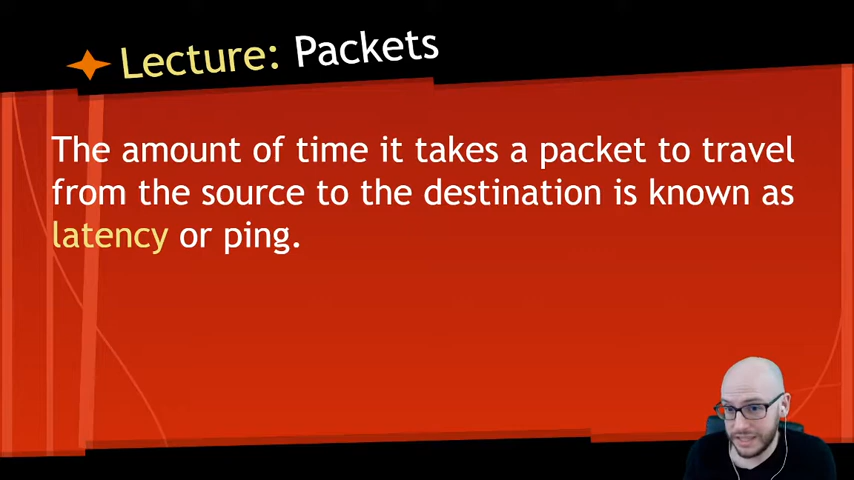 Lecture: Packets
The amount of time it takes a packet to travel
from the source to the destination is known as
latency or ping.